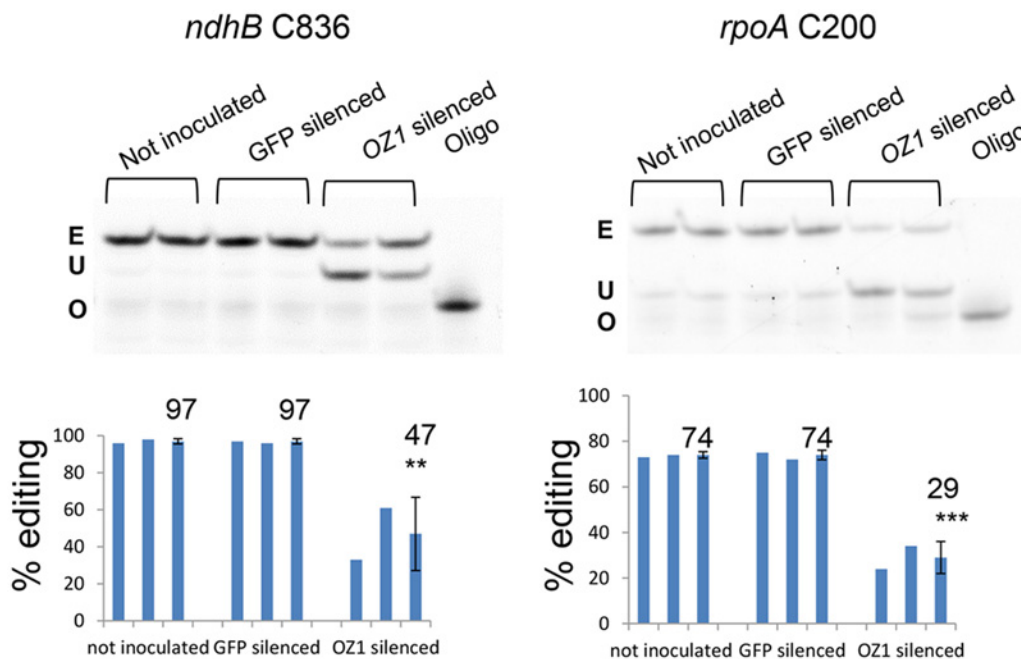 ndhB C836
Not inoculated
GFP silenced
OZ1 silenced
Oligo
E
U
O
% editing
100
80
60
40
20
0
97
97
47
**
not inoculated GFP silenced OZ1 silenced
rpoA C200
Not inoculated
GFP silenced
OZ1 silenced
Oligo
E
U
O
% editing
100
80
60
40
20
0
74
74
29
***
not inoculated GFP silenced OZ1 silenced